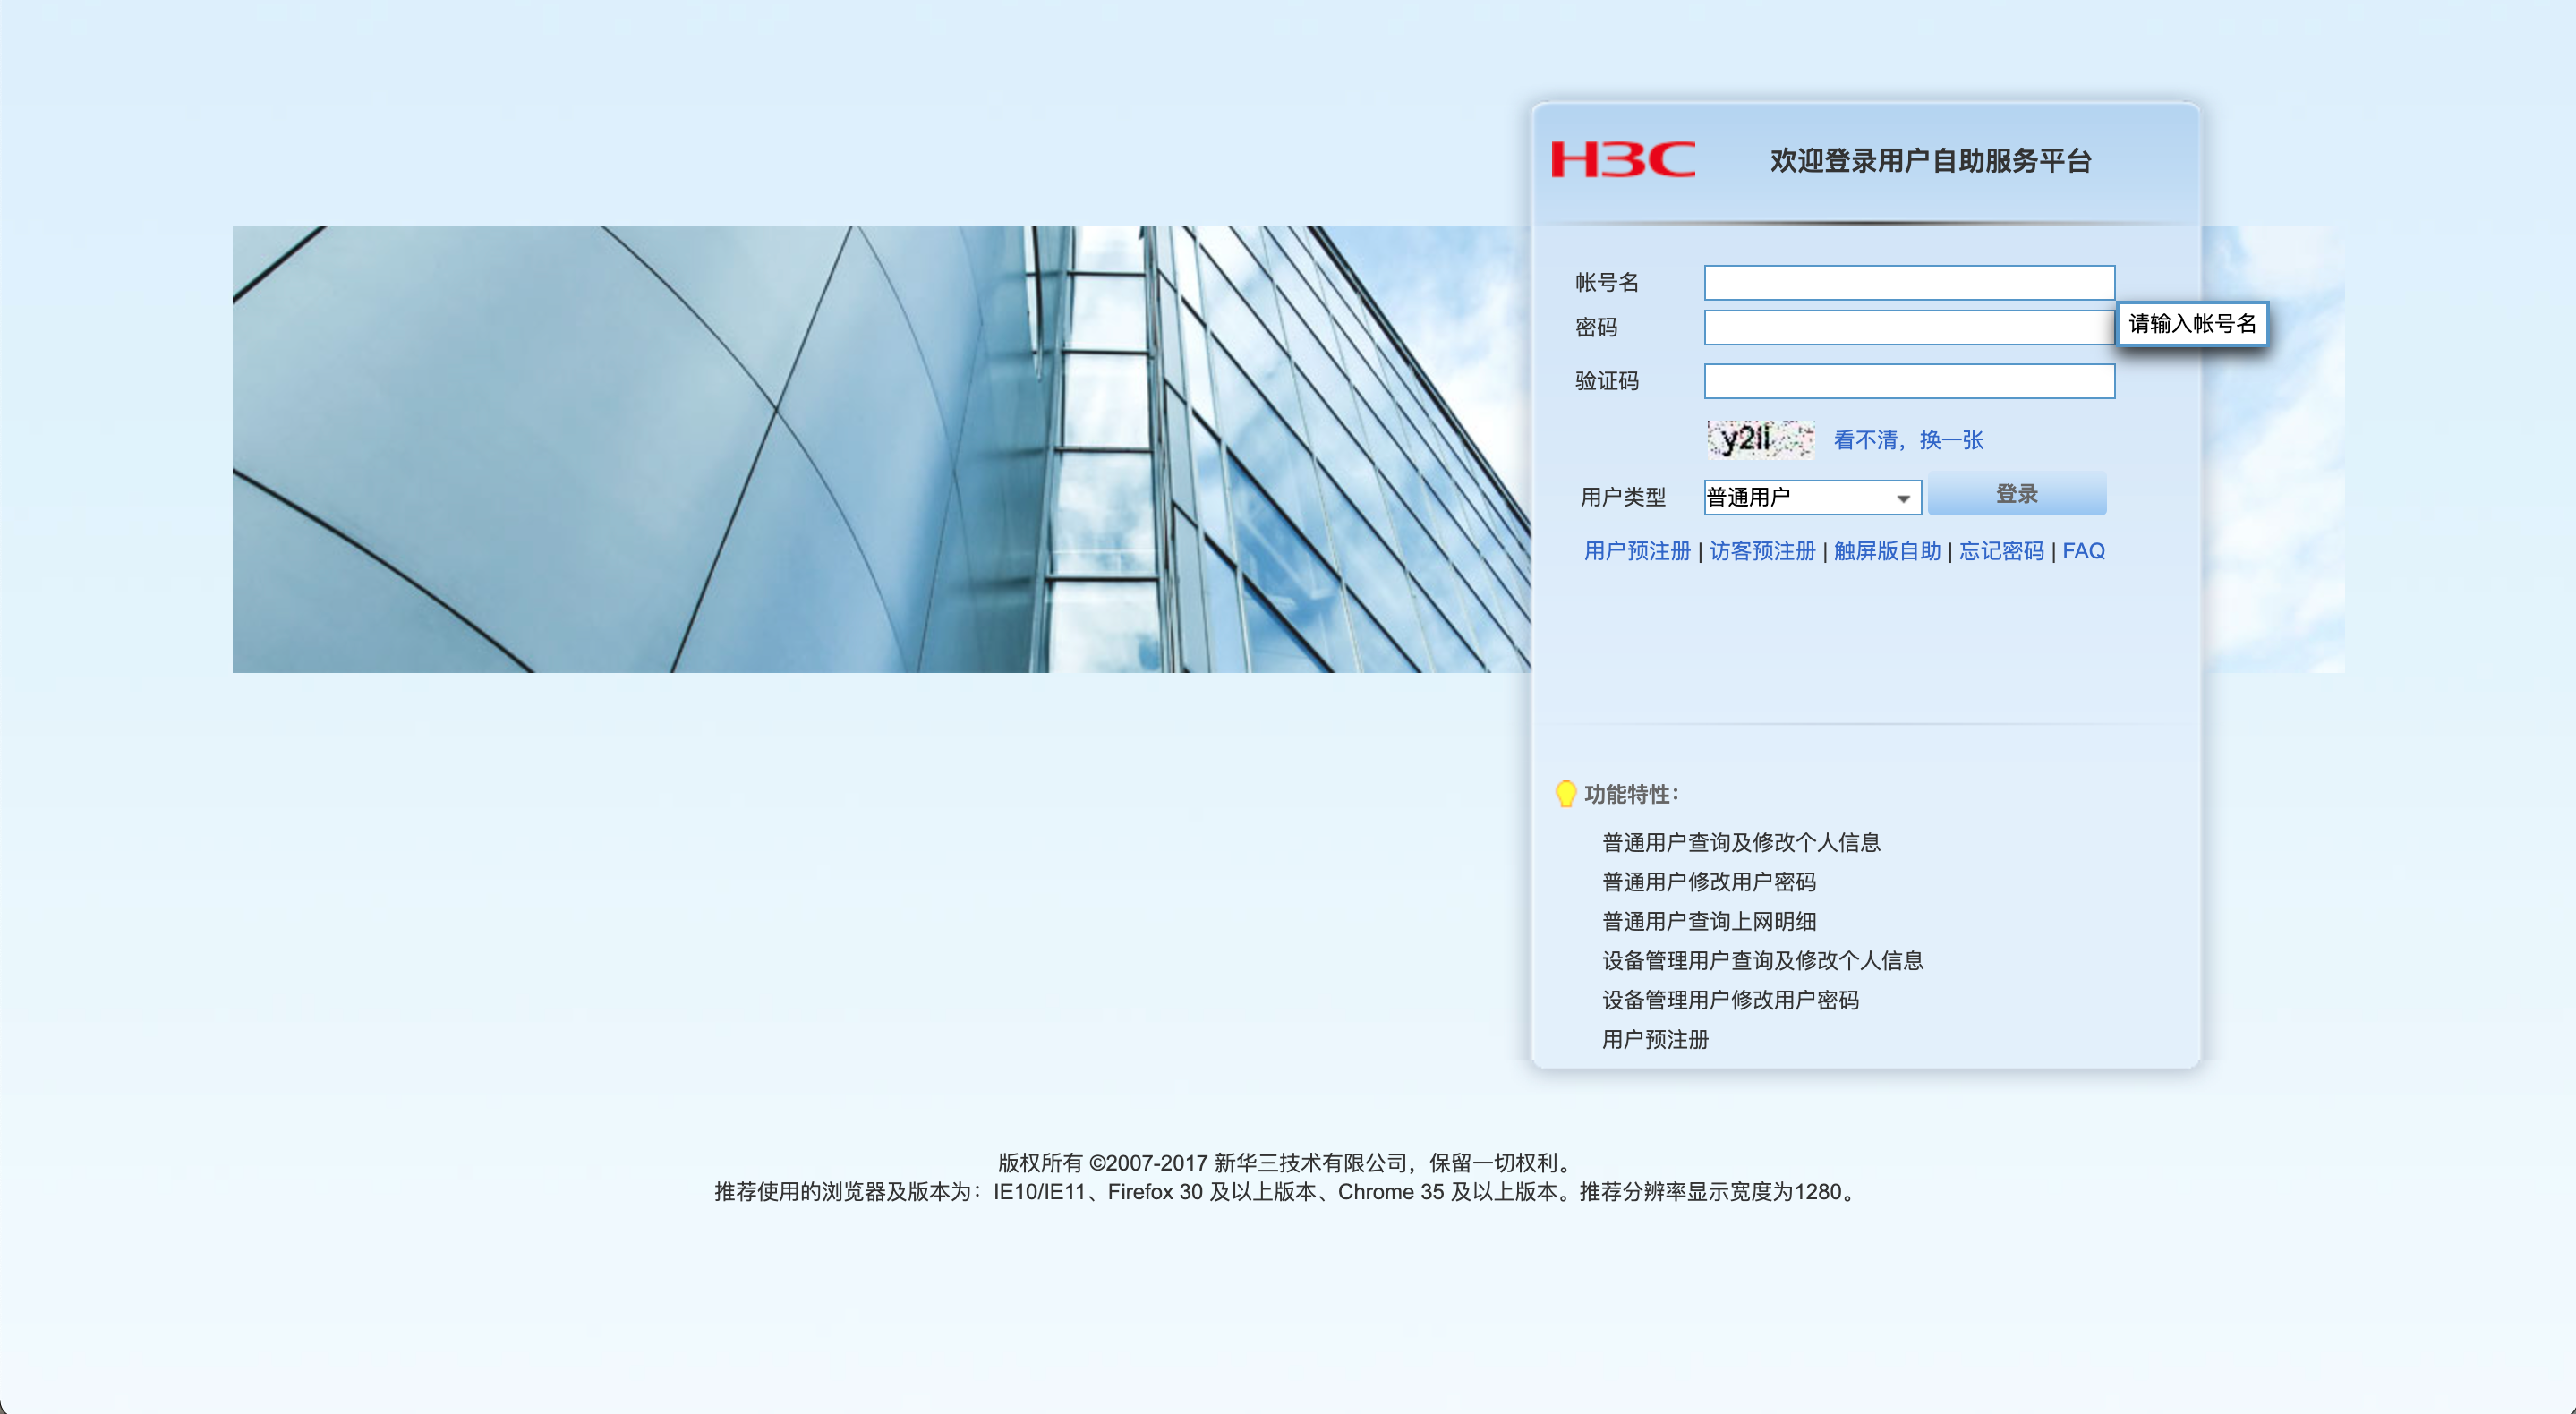 H3C 欢迎登录用户自助服务平台
帐号名
密码 请输入帐号名
验证码
看不清，换一张
用户类型 普通用户 登录
用户预注册 | 访客预注册 | 触屏版自助 | 忘记密码 | FAQ
功能特性：
普通用户查询及修改个人信息
普通用户修改用户密码
普通用户查询上网明细
设备管理用户查询及修改个人信息
设备管理用户修改用户密码
用户预注册
版权所有 ©2007-2017 新华三技术有限公司，保留一切权利。
推荐使用的浏览器及版本为：IE10/IE11、Firefox 30 及以上版本、Chrome 35 及以上版本。推荐分辨率显示宽度为1280。